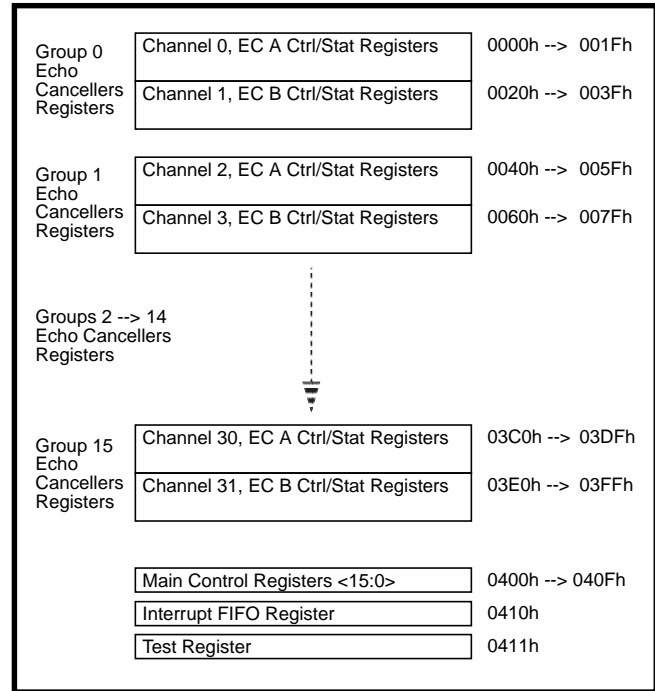 Group 0
Echo
Cancellers
Registers
Channel 0, EC A Ctrl/Stat Registers
0000h --> 001Fh
Channel 1, EC B Ctrl/Stat Registers
0020h --> 003Fh
Group 1
Echo
Cancellers
Registers
Channel 2, EC A Ctrl/Stat Registers
0040h --> 005Fh
Channel 3, EC B Ctrl/Stat Registers
0060h --> 007Fh
Groups 2 --> 14
Echo Cancellers
Registers
Group 15
Echo
Cancellers
Registers
Channel 30, EC A Ctrl/Stat Registers
03C0h --> 03DFh
Channel 31, EC B Ctrl/Stat Registers
03E0h --> 03FFh
Main Control Registers <15:0>
0400h --> 040Fh
Interrupt FIFO Register
0410h
Test Register
0411h